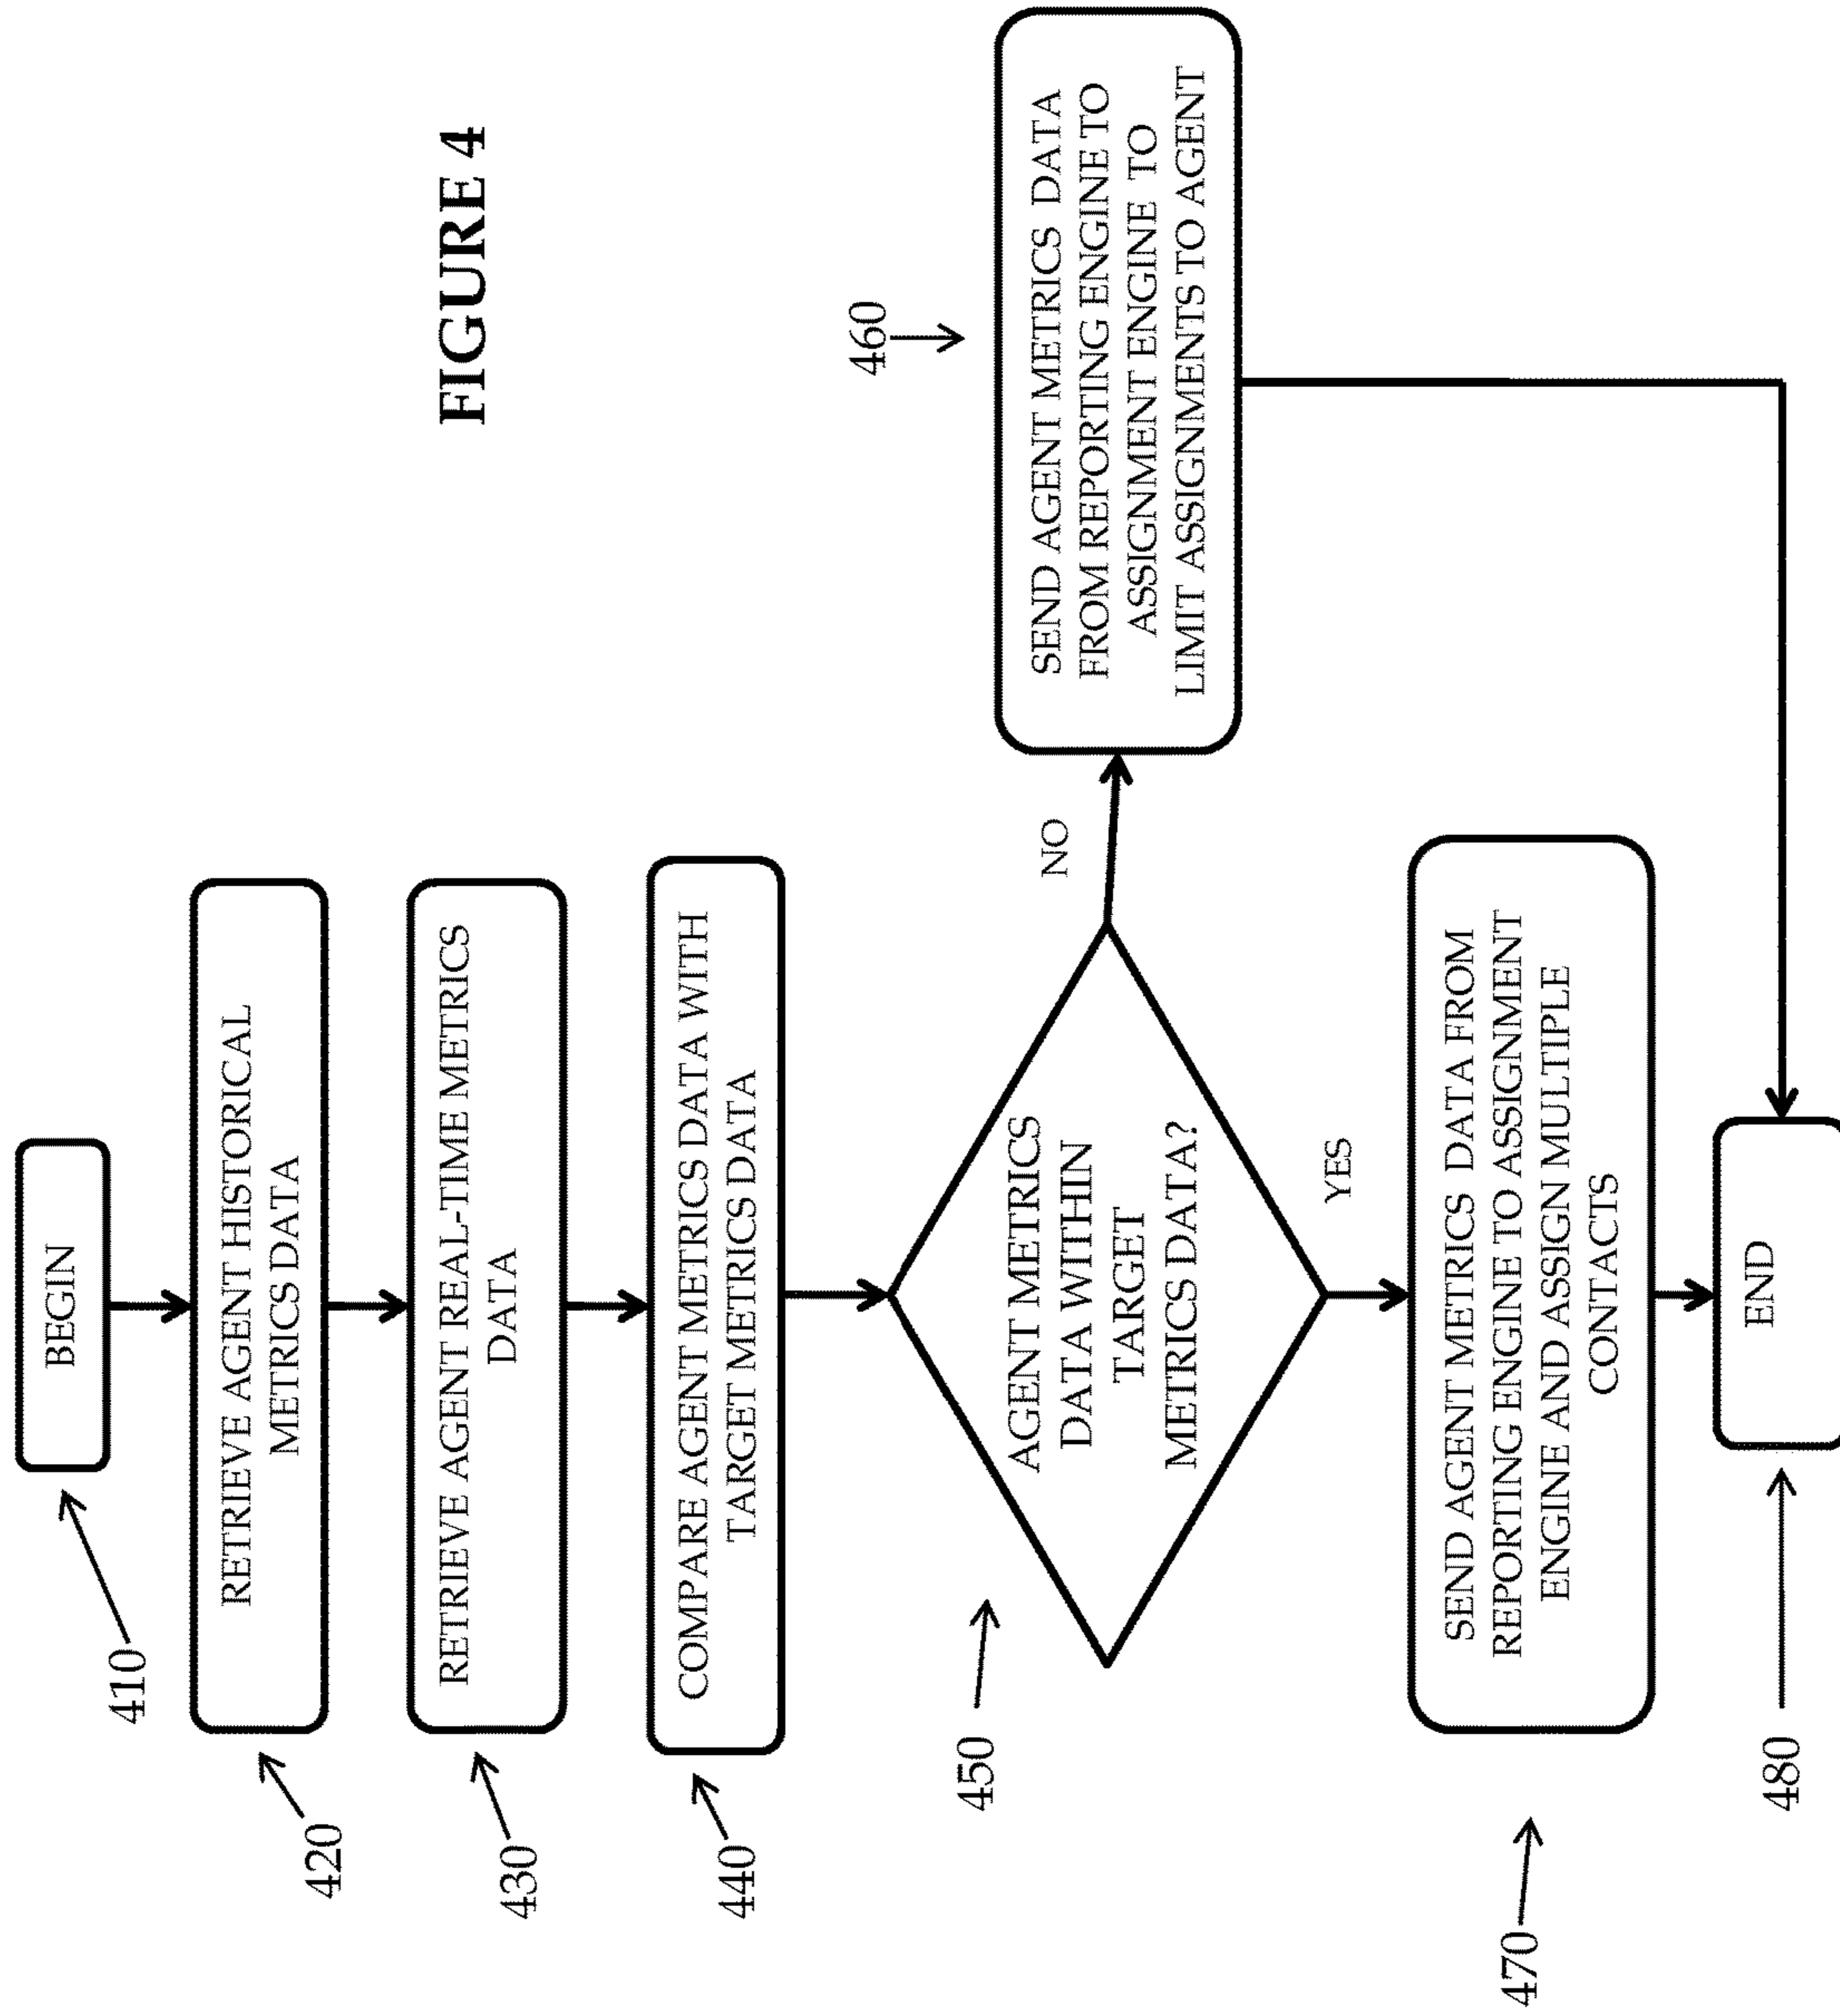 FIGURE 4
410
BEGIN
420
RETRIEVE AGENT HISTORICAL
METRICS DATA
430
RETRIEVE AGENT REAL-TIME METRICS
DATA
440
COMPARE AGENT METRICS DATA WITH
TARGET METRICS DATA
450
AGENT METRICS
DATA WITHIN
TARGET
METRICS DATA?
NO
460
SEND AGENT METRICS DATA
FROM REPORTING ENGINE TO
ASSIGNMENT ENGINE TO
LIMIT ASSIGNMENTS TO AGENT
YES
470
SEND AGENT METRICS DATA FROM
REPORTING ENGINE TO ASSIGNMENT
ENGINE AND ASSIGN MULTIPLE
CONTACTS
480
END